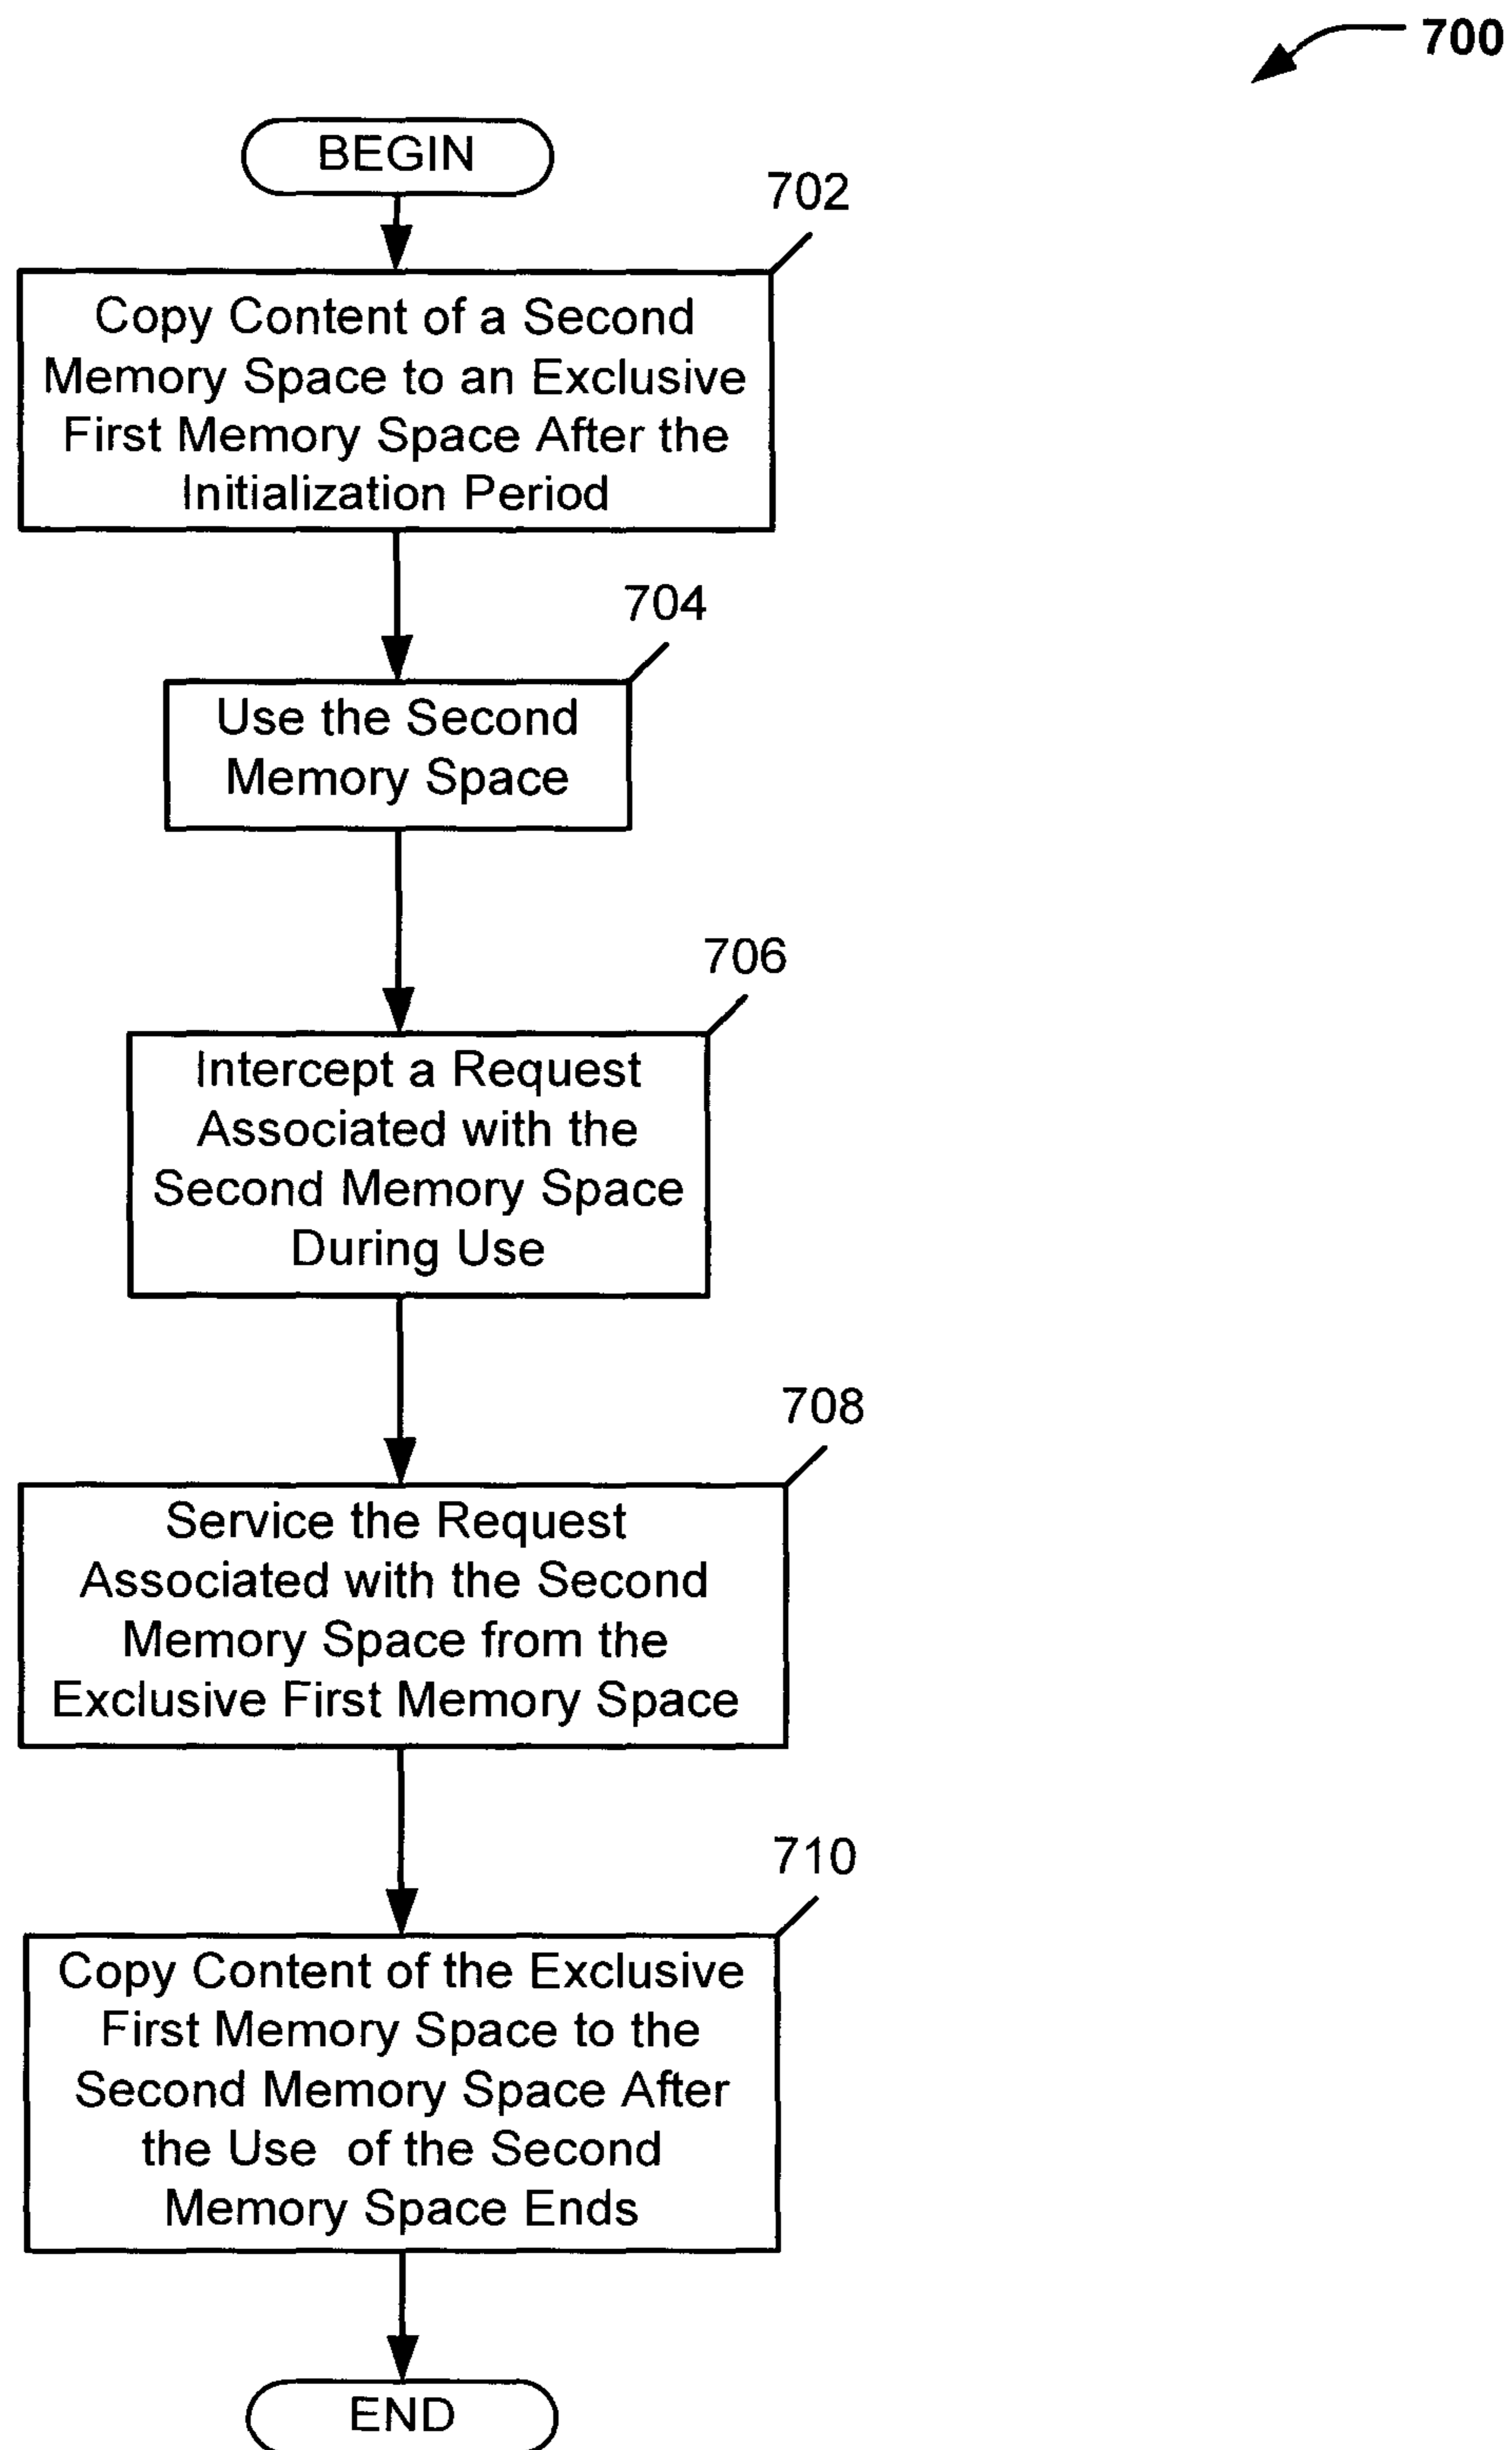 700
BEGIN
702
Copy Content of a Second
Memory Space to an Exclusive
First Memory Space After the
Initialization Period
704
Use the Second
Memory Space
706
Intercept a Request
Associated with the
Second Memory Space
During Use
708
Service the Request
Associated with the Second
Memory Space from the
Exclusive First Memory Space
710
Copy Content of the Exclusive
First Memory Space to the
Second Memory Space After
the Use of the Second
Memory Space Ends
END